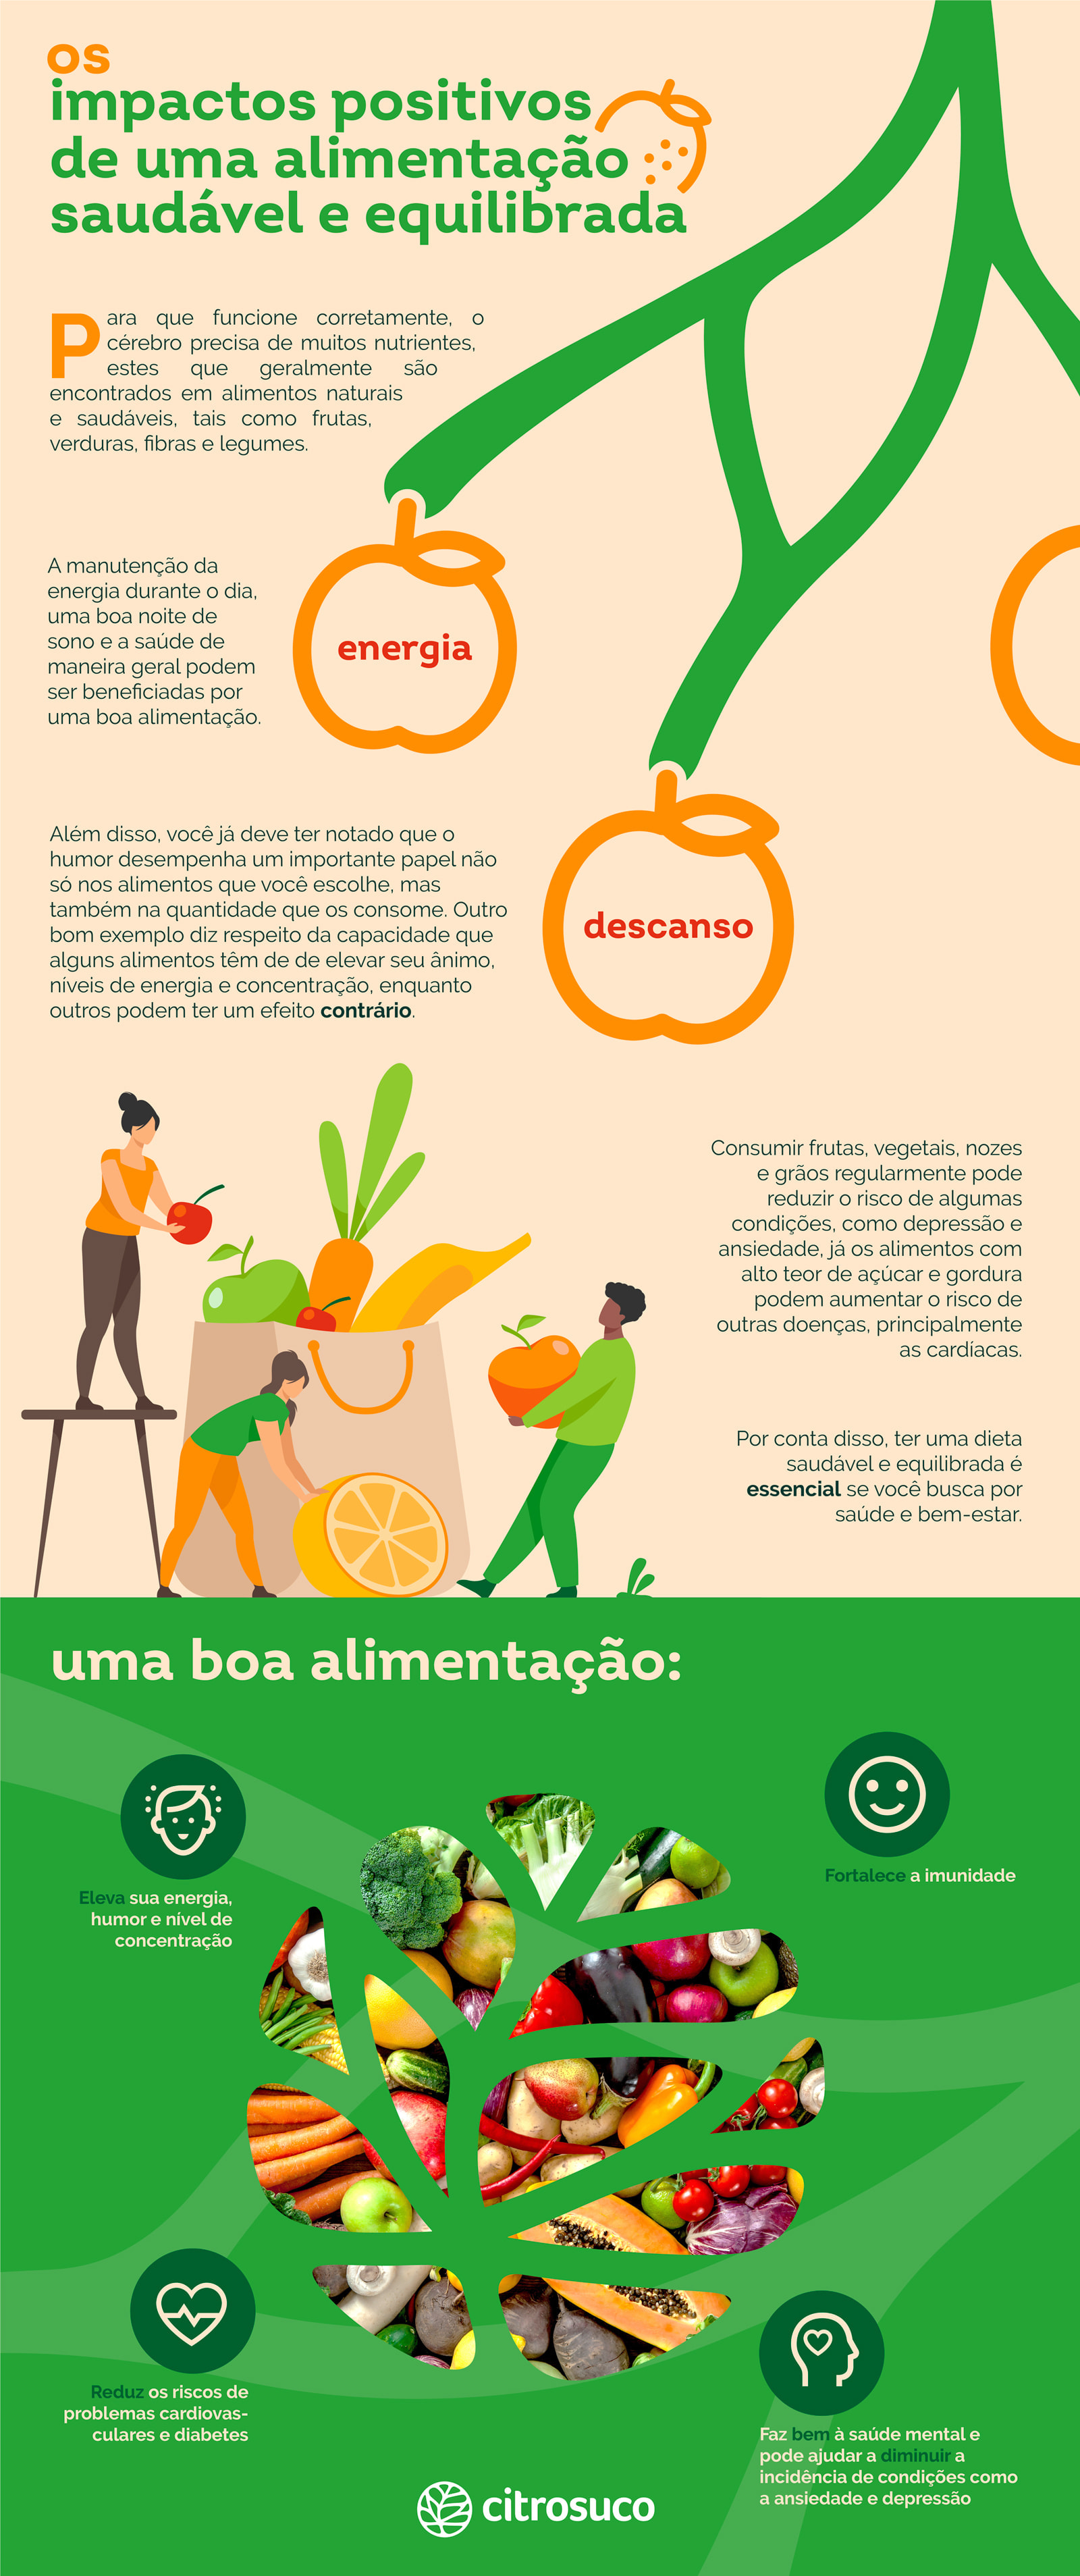 os
impactos positivos
de uma alimentação
saudável e equilibrada
Para que funcione corretamente, o
cérebro precisa de muitos nutrientes,
estes que geralmente são
encontrados em alimentos naturais
e saudáveis, tais como frutas,
verduras, fibras e legumes.
A manutenção da
energia durante o dia,
uma boa noite de
sono e a saúde de
maneira geral podem
ser beneficiadas por
uma boa alimentação.
energia
Além disso, você já deve ter notado que o
humor desempenha um importante papel não
só nos alimentos que você escolhe, mas
também na quantidade que os consome. Outro
bom exemplo diz respeito da capacidade que
alguns alimentos têm de de elevar seu ânimo,
níveis de energia e concentração, enquanto
outros podem ter um efeito contrário.
descanso
Consumir frutas, vegetais, nozes
e grãos regularmente pode
reduzir o risco de algumas
condições, como depressão e
ansiedade, já os alimentos com
alto teor de açúcar e gordura
podem aumentar o risco de
outras doenças, principalmente
as cardíacas.
Por conta disso, ter uma dieta
saudável e equilibrada é
essencial se você busca por
saúde e bem-estar.
uma boa alimentação:
Eleva sua energia,
humor e nível de
concentração
Fortalece a imunidade
Reduz os riscos de
problemas cardiovas-
culares e diabetes
Faz bem à saúde mental e
pode ajudar a diminuir a
incidência de condições como
a ansiedade e depressão
citrosuco